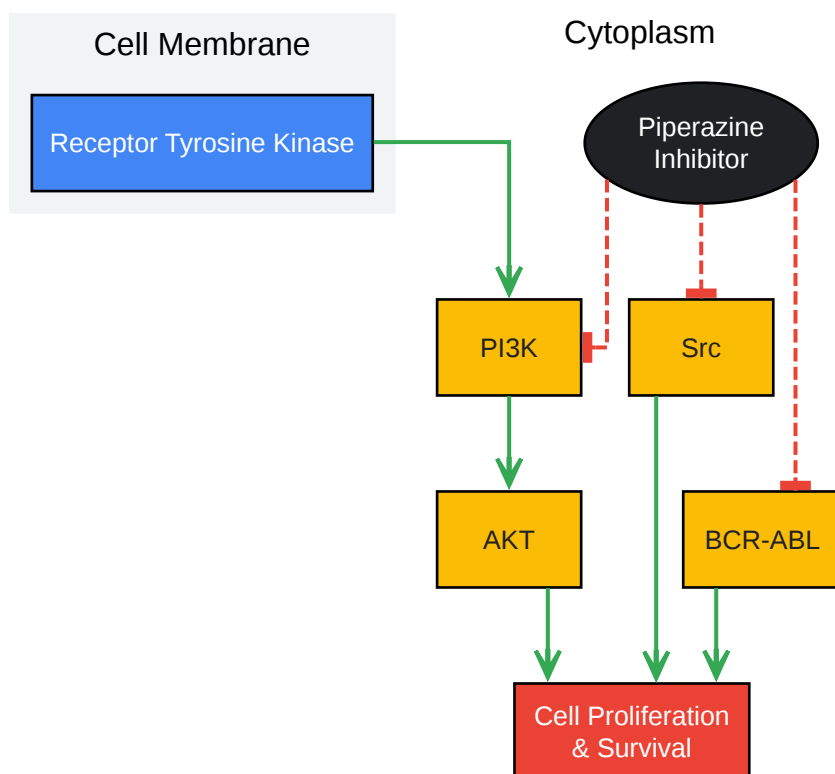 Cell Membrane
Cytoplasm
Receptor Tyrosine Kinase
Piperazine
Inhibitor
PI3K
Src
AKT
BCR-ABL
Cell Proliferation
& Survival